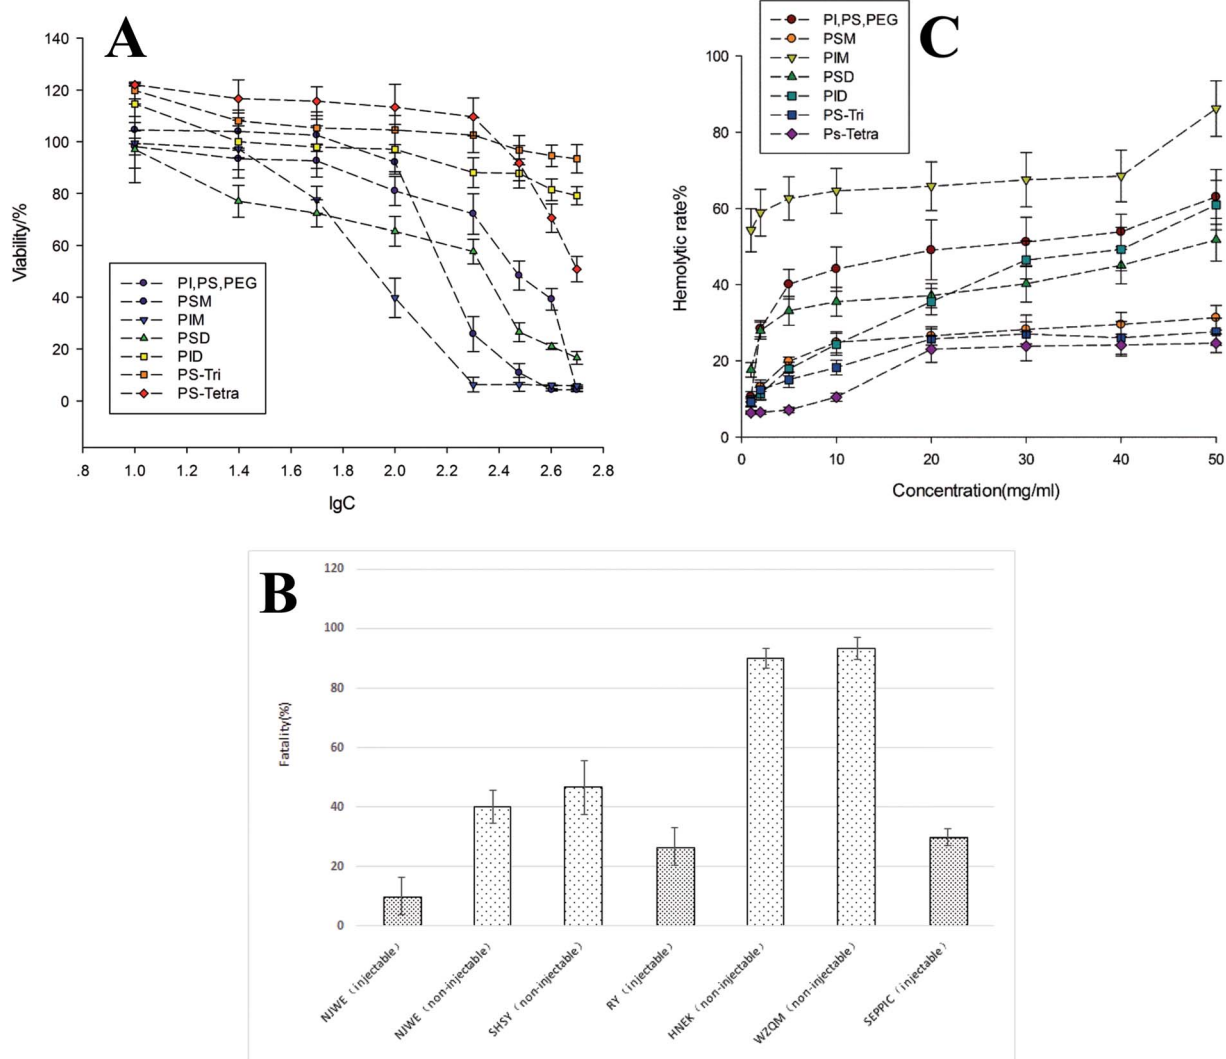 A
140
120
100
80
60
40
20
0
Viability/%
PI,PS,PEG
PSM
PIM
PSD
PID
PS-Tri
PS-Tetra
.8 1.0 1.2 1.4 1.6 1.8 2.0 2.2 2.4 2.6 2.8
lgC
PI,PS,PEG
PSM
PIM
PSD
PID
PS-Tri
Ps-Tetra
C
100
80
60
40
20
0
Hemolytic rate%
0 10 20 30 40 50
Concentration(mg/ml)
B
120
100
80
60
40
20
0
Fatality(%)
NJWE（injectable）
NJWE（non-injectable）
SHSY（non-injectable）
RY（injectable）
HNEK（non-injectable）
WZQM（non-injectable）
SEPPIC（injectable）